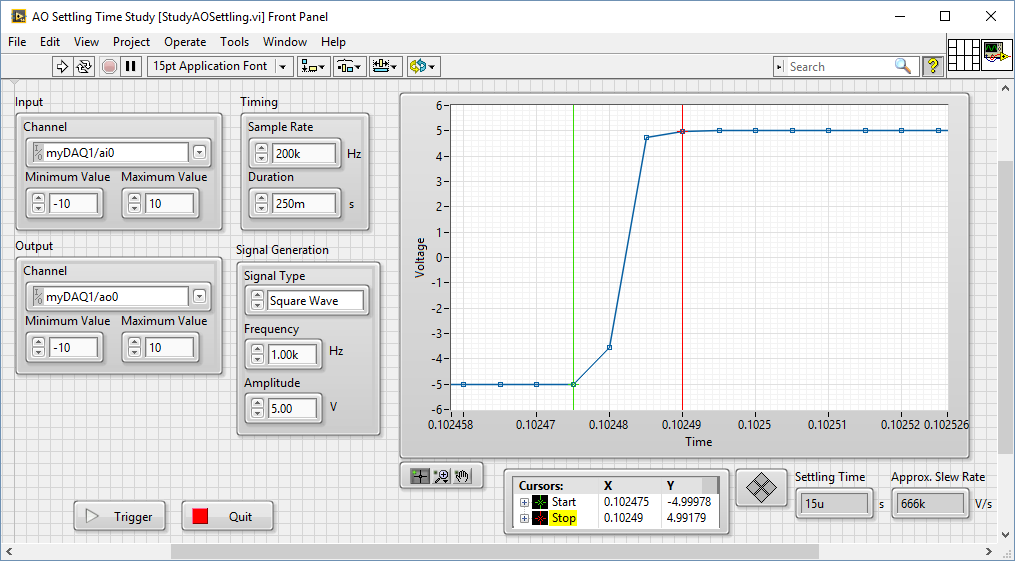 AO Settling Time Study [StudyAOSettling.vi] Front Panel
File Edit View Project Operate Tools Window Help
15pt Application Font
Search
?
Input
Channel
I/O myDAQ1/ai0
Minimum Value Maximum Value
-10 10
Timing
Sample Rate
200k Hz
Duration
250m s
Output
Channel
I/O myDAQ1/ao0
Minimum Value Maximum Value
-10 10
Signal Generation
Signal Type
Square Wave
Frequency
1.00k Hz
Amplitude
5.00 V
Voltage
6
5
4
3
2
1
0
-1
-2
-3
-4
-5
-6
0.102458 0.10247 0.10248 0.10249 0.1025 0.10251 0.10252 0.102526
Time
Cursors: X Y
Start 0.102475 -4.99978
Stop 0.10249 4.99179
Settling Time
15u s
Approx. Slew Rate
666k V/s
Trigger
Quit